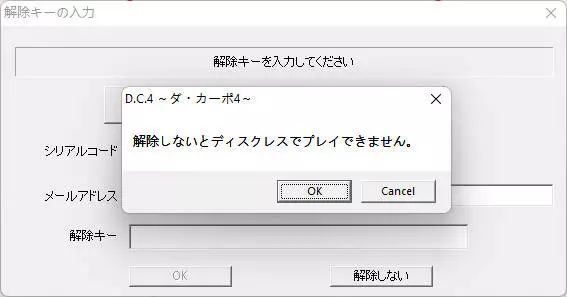 解除キーの入力
解除キーを入力してください
D.C.4 ～ダ・カーポ4～
解除しないとディスクレスでプレイできません。
シリアルコード
OK Cancel
メールアドレス
解除キー
OK 解除しない